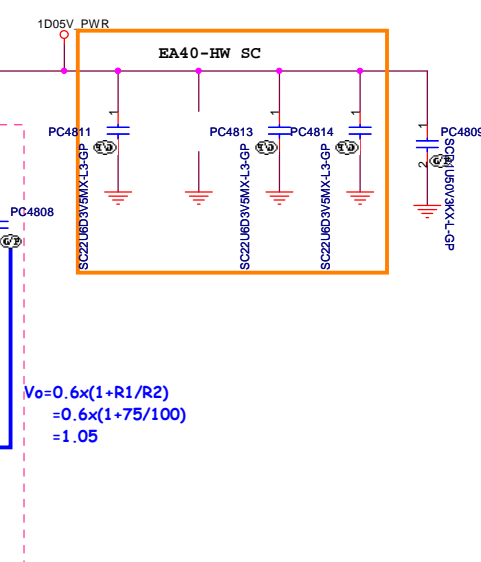 1D05V_PWR
EA40-HW SC
1
1
1
1
PC4811
PC4813
PC4814
PC4809
2
SC22U6D3V5MX-L3-GP
SC22U6D3V5MX-L3-GP
SC22U6D3V5MX-L3-GP
PC4808
Vo=0.6x(1+R1/R2)
=0.6x(1+75/100)
=1.05